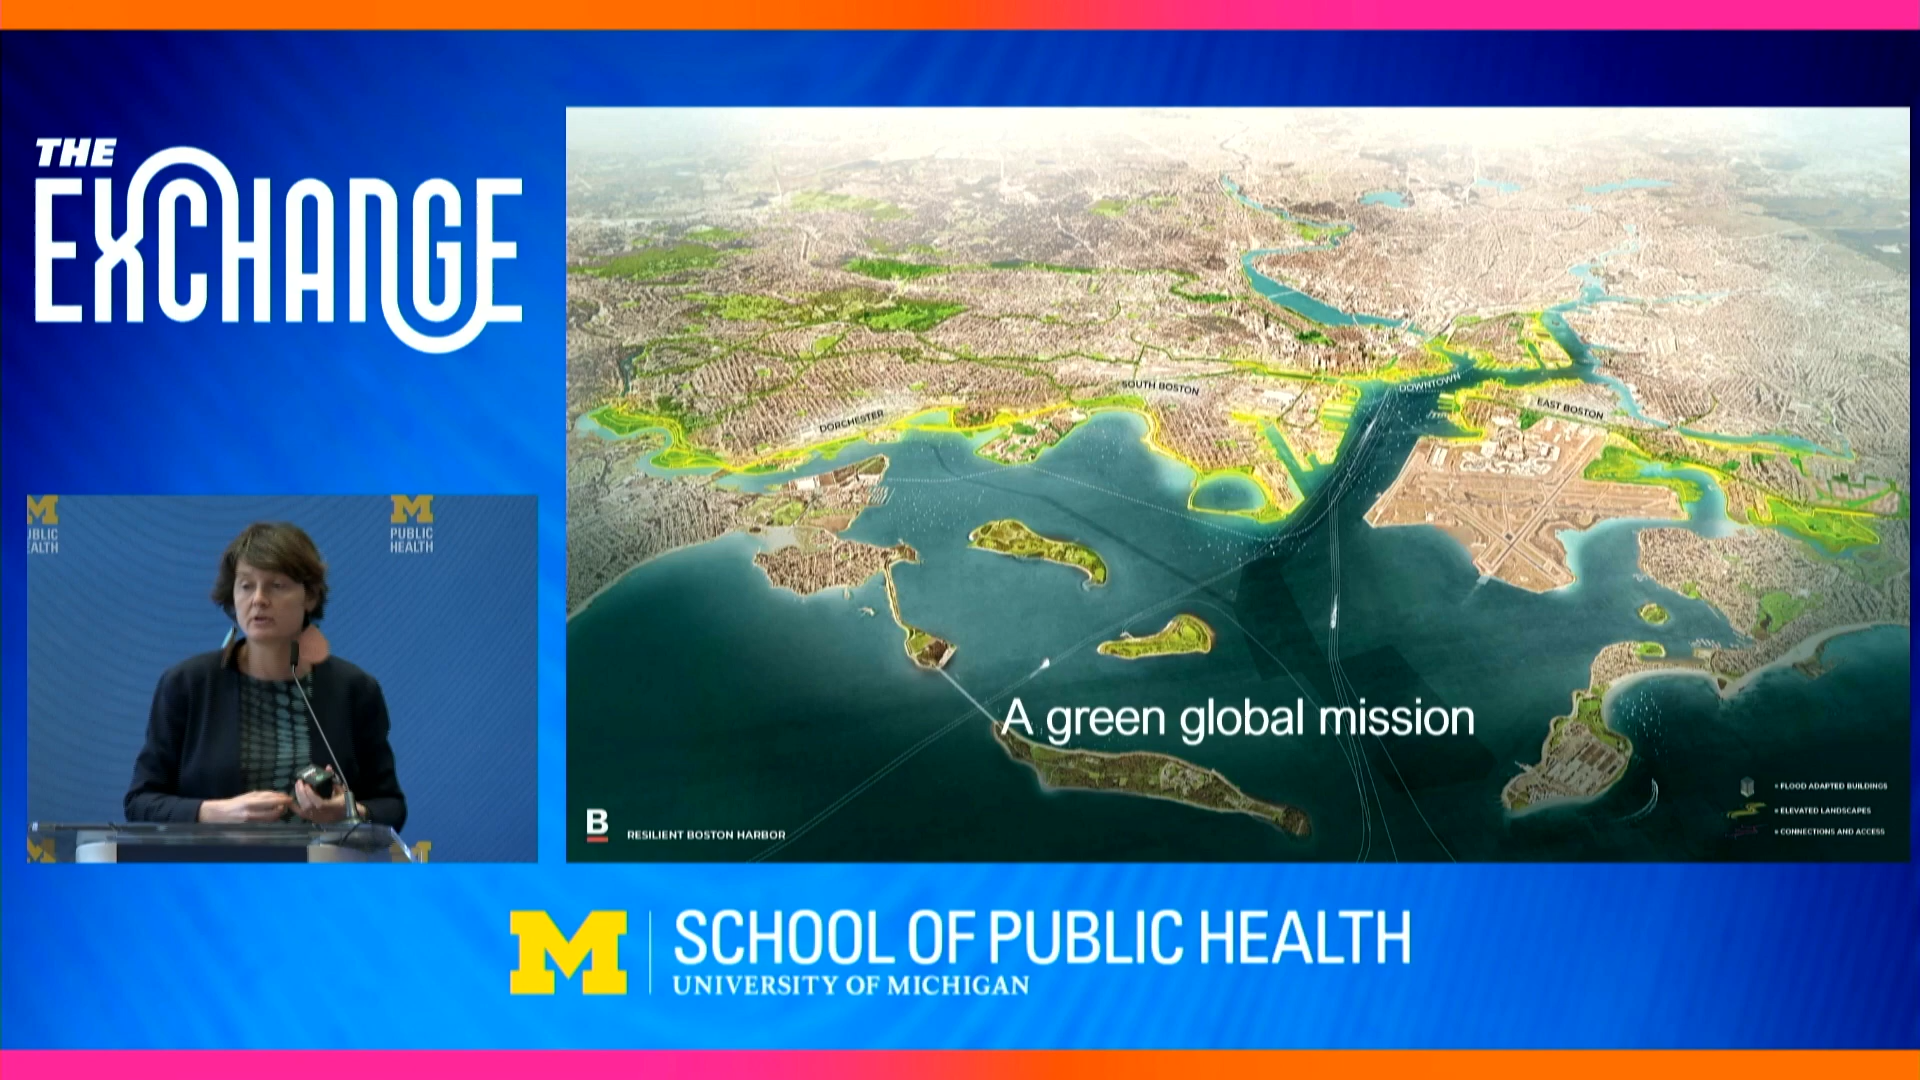 THE
EXCHANGE
M
UBLIC
EALTH
M
PUBLIC
HEALTH
DORCHESTER
SOUTH BOSTON
DOWNTOWN
EAST BOSTON
A green global mission
B
RESILIENT BOSTON HARBOR
= FLOOD ADAPTED BUILDINGS
= ELEVATED LANDSCAPES
= CONNECTIONS AND ACCESS
M
SCHOOL OF PUBLIC HEALTH
UNIVERSITY OF MICHIGAN